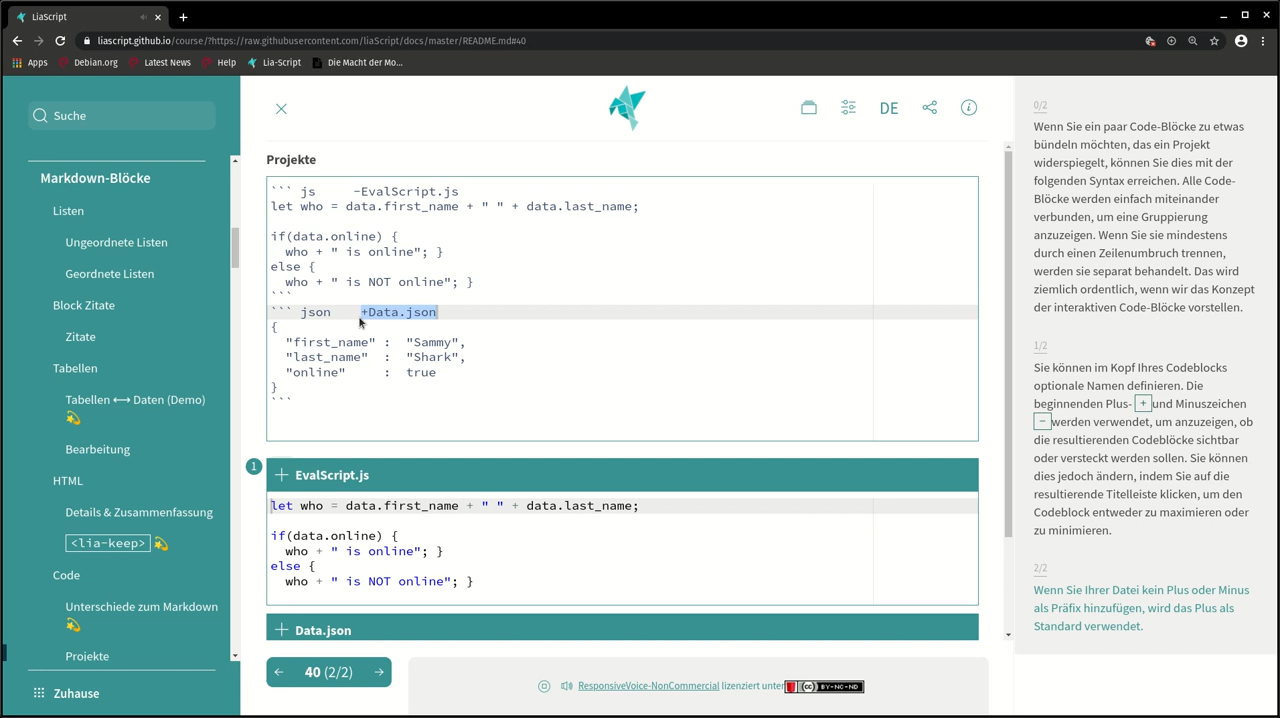 LiaScript
liascript.github.io/course/?https://raw.githubusercontent.com/liaScript/docs/master/README.md#40
Apps Debian.org Latest News Help Lia-Script Die Macht der Mo...
Suche
Markdown-Blöcke
Listen
Ungeordnete Listen
Geordnete Listen
Block Zitate
Zitate
Tabellen
Tabellen ⟷ Daten (Demo)
💫
Bearbeitung
HTML
Details & Zusammenfassung
<lia-keep> 💫
Code
Unterschiede zum Markdown
💫
Projekte
Zuhause
DE
Projekte
``` js     -EvalScript.js
let who = data.first_name + " " + data.last_name;
if(data.online) {
  who + " is online"; }
else {
  who + " is NOT online"; }
```
``` json    +Data.json
{
  "first_name" :  "Sammy",
  "last_name"  :  "Shark",
  "online"     :  true
}
```
1
EvalScript.js
let who = data.first_name + " " + data.last_name;
if(data.online) {
  who + " is online"; }
else {
  who + " is NOT online"; }
Data.json
← 40 (2/2) →
ResponsiveVoice-NonCommercial lizenziert unter
cc BY-NC-ND
0/2
Wenn Sie ein paar Code-Blöcke zu etwas
bündeln möchten, das ein Projekt
widerspiegelt, können Sie dies mit der
folgenden Syntax erreichen. Alle Code-
Blöcke werden einfach miteinander
verbunden, um eine Gruppierung
anzuzeigen. Wenn Sie sie mindestens
durch einen Zeilenumbruch trennen,
werden sie separat behandelt. Das wird
ziemlich ordentlich, wenn wir das Konzept
der interaktiven Code-Blöcke vorstellen.
1/2
Sie können im Kopf Ihres Codeblocks
optionale Namen definieren. Die
beginnenden Plus- + und Minuszeichen
− werden verwendet, um anzuzeigen, ob
die resultierenden Codeblöcke sichtbar
oder versteckt werden sollen. Sie können
dies jedoch ändern, indem Sie auf die
resultierende Titelleiste klicken, um den
Codeblock entweder zu maximieren oder
zu minimieren.
2/2
Wenn Sie Ihrer Datei kein Plus oder Minus
als Präfix hinzufügen, wird das Plus als
Standard verwendet.